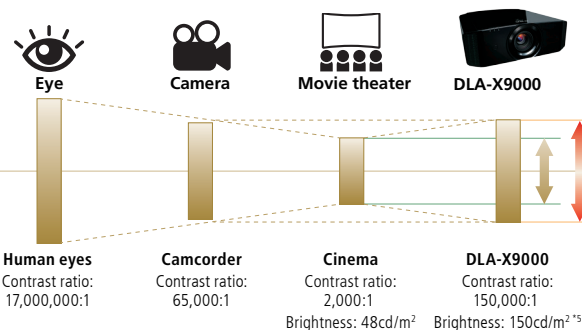 Eye
Camera
Movie theater
DLA-X9000
Human eyes
Contrast ratio:
17,000,000:1
Camcorder
Contrast ratio:
65,000:1
Cinema
Contrast ratio:
2,000:1
Brightness: 48cd/m²
DLA-X9000
Contrast ratio:
150,000:1
Brightness: 150cd/m² *5